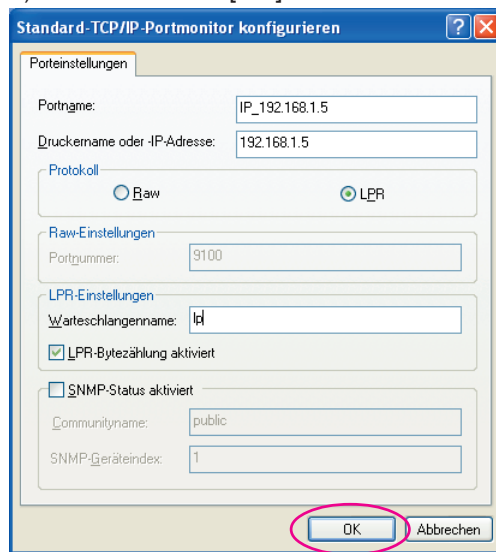 Standard-TCP/IP-Portmonitor konfigurieren
Porteinstellungen
Portname: IP_192.168.1.5
Druckername oder -IP-Adresse: 192.168.1.5
Protokoll
Raw LPR
Raw-Einstellungen
Portnummer: 9100
LPR-Einstellungen
Warteschlangenname: lp
LPR-Bytezählung aktiviert
SNMP-Status aktiviert
Communityname: public
SNMP-Geräteindex: 1
OK Abbrechen